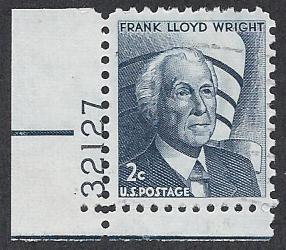 FRANK LLOYD WRIGHT
32127
2c
U.S. POSTAGE